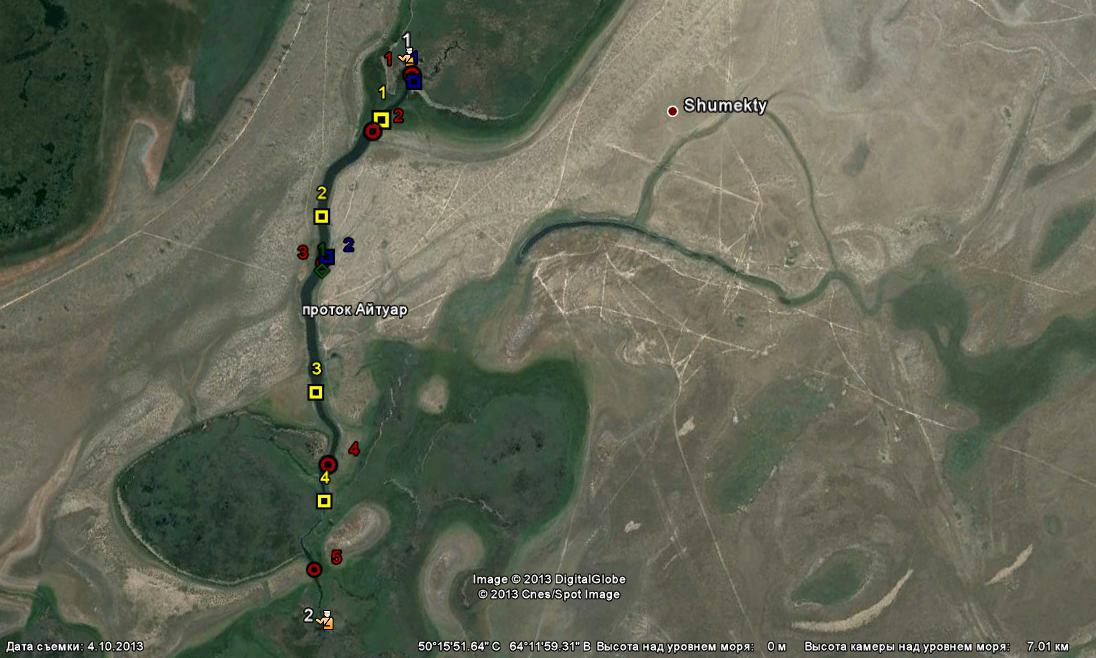 1
1
1
2
Shumekty
2
3
1
2
проток Айтуар
3
4
4
5
2
Image © 2013 DigitalGlobe
© 2013 Cnes/Spot Image
Дата съемки: 4.10.2013 50°15'51.64" С 64°11'59.31" В Высота над уровнем моря: 0 м Высота камеры над уровнем моря: 7.01 км